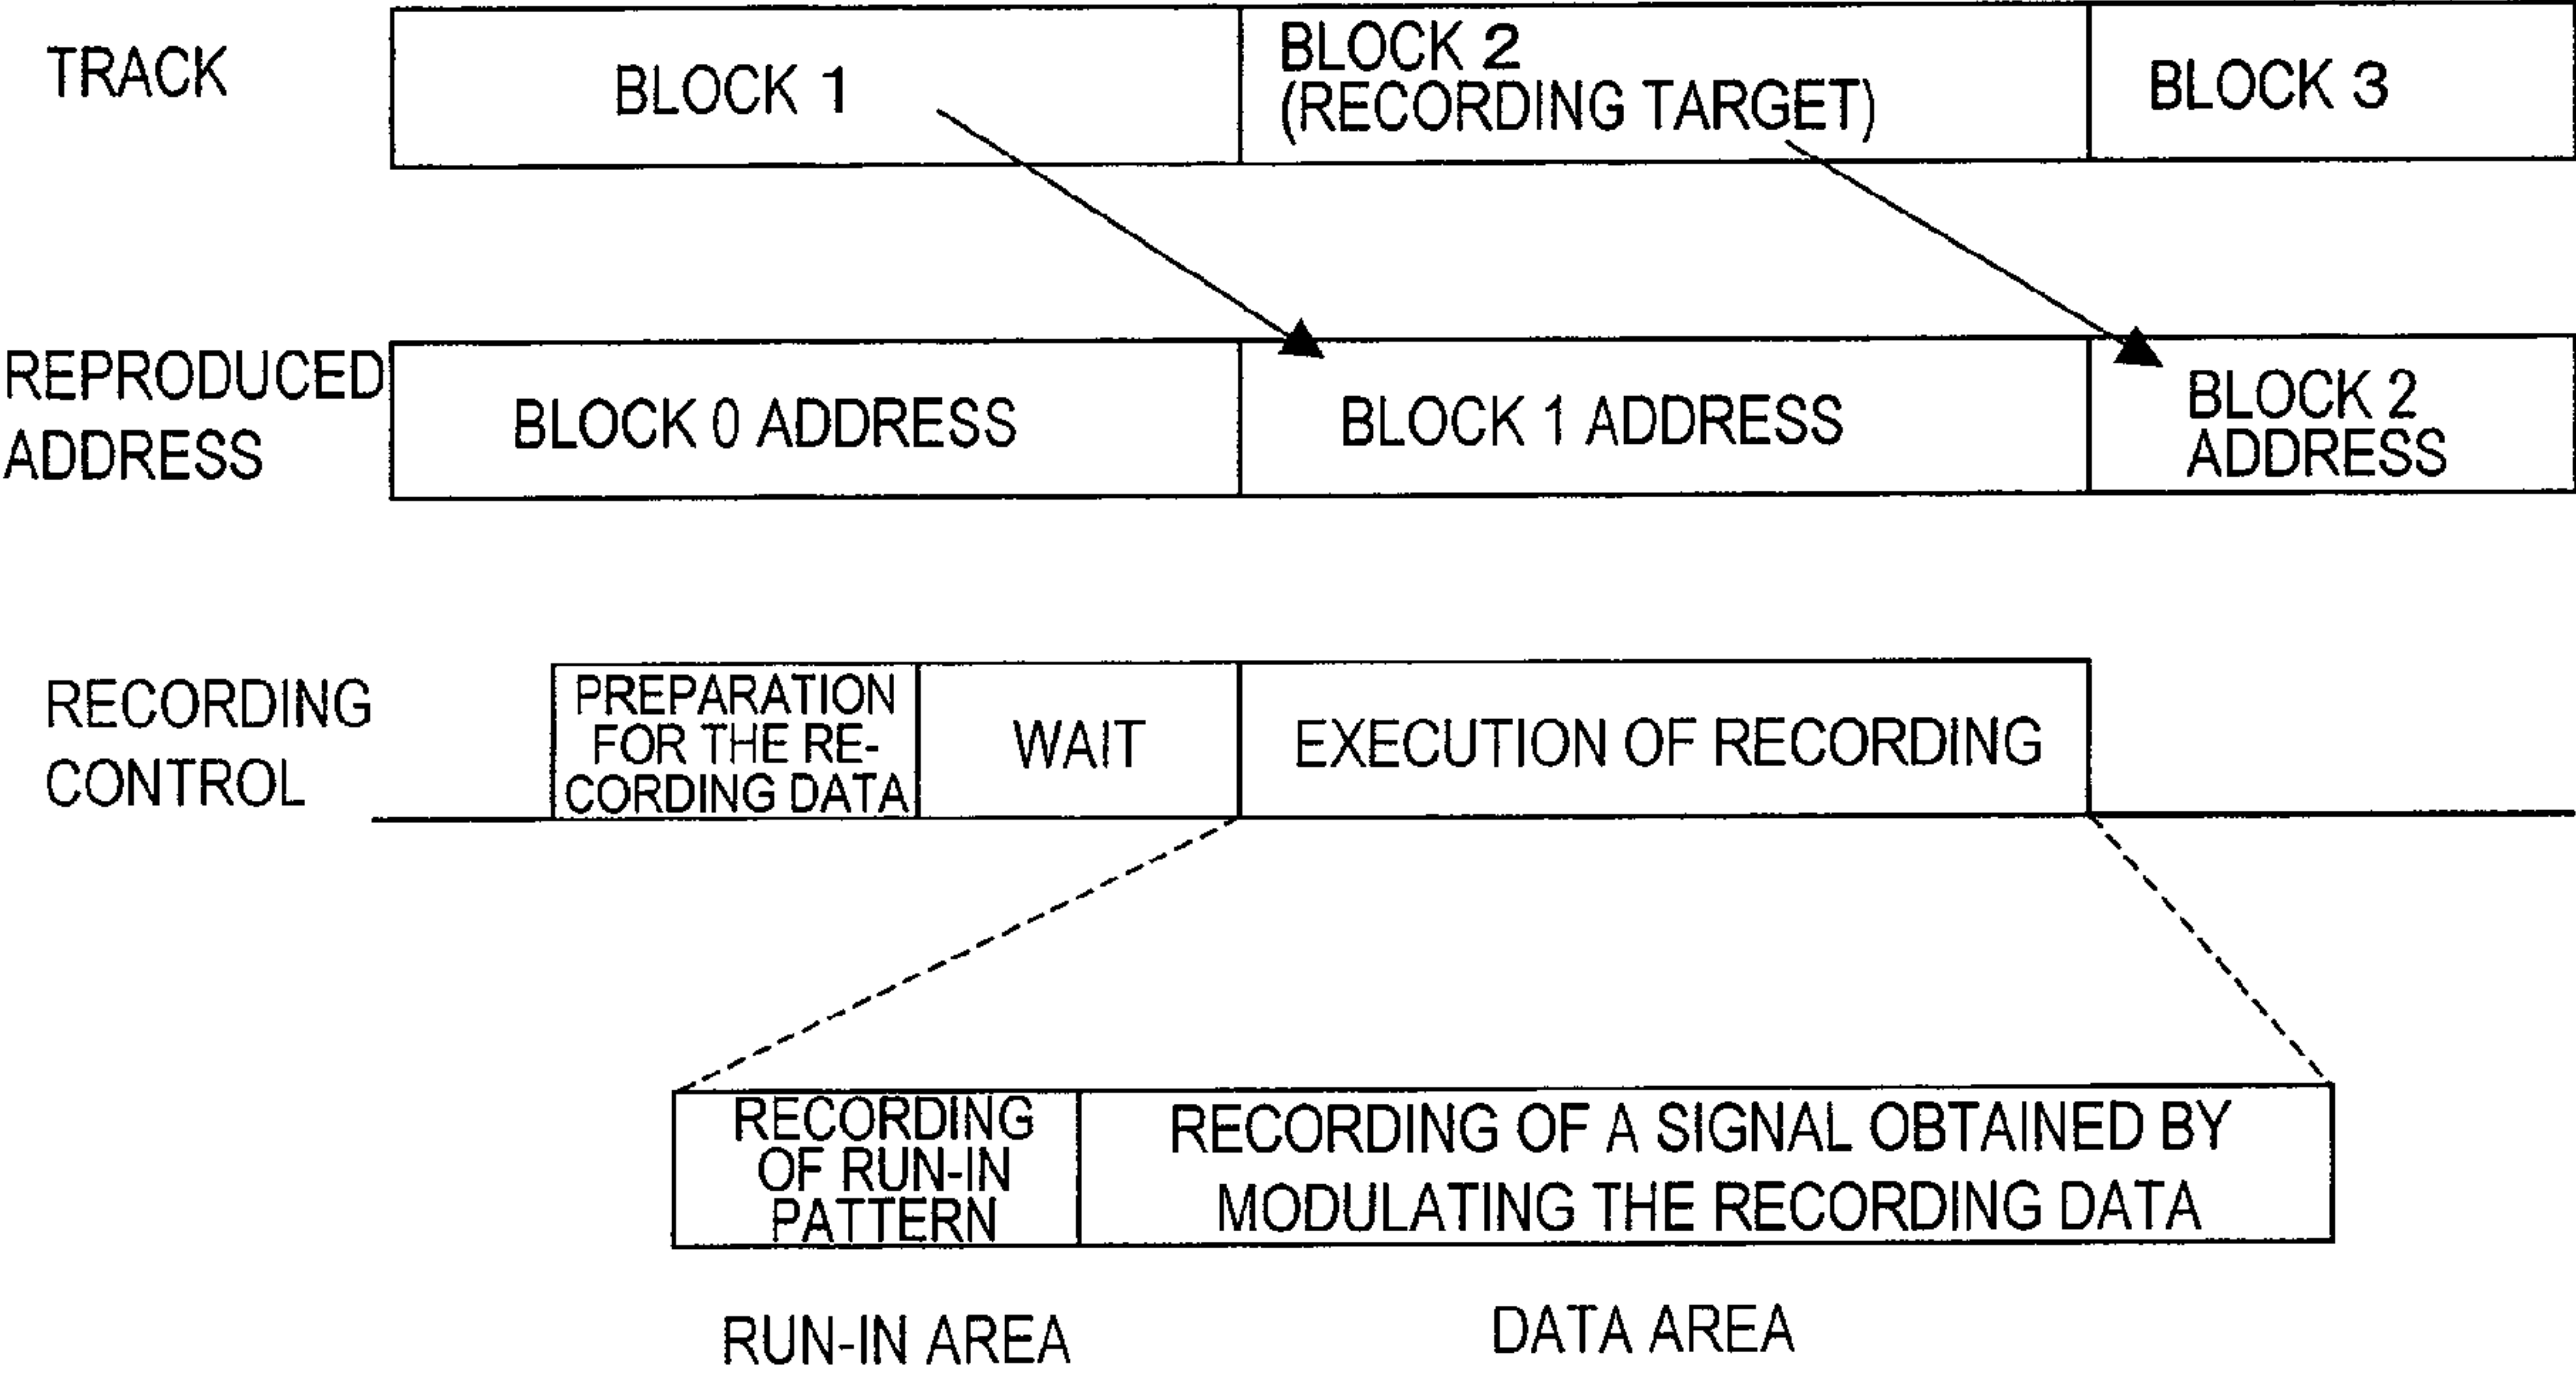 TRACK
BLOCK 1
BLOCK 2
(RECORDING TARGET)
BLOCK 3
REPRODUCED
ADDRESS
BLOCK 0 ADDRESS
BLOCK 1 ADDRESS
BLOCK 2
ADDRESS
RECORDING
CONTROL
PREPARATION
FOR THE RE-
CORDING DATA
WAIT
EXECUTION OF RECORDING
RECORDING
OF RUN-IN
PATTERN
RECORDING OF A SIGNAL OBTAINED BY
MODULATING THE RECORDING DATA
RUN-IN AREA
DATA AREA